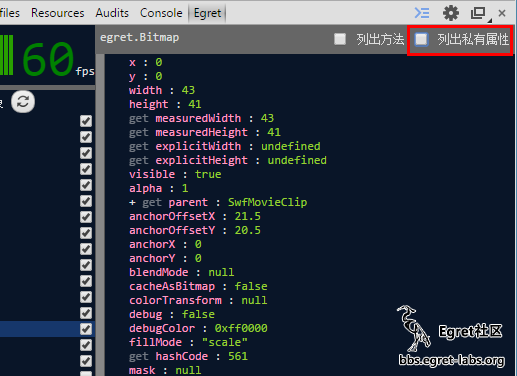 files Resources Audits Console Egret
60 fps
egret.Bitmap 列出方法 列出私有属性
x : 0
y : 0
width : 43
height : 41
get measuredWidth : 43
get measuredHeight : 41
get explicitWidth : undefined
get explicitHeight : undefined
visible : true
alpha : 1
+ get parent : SwfMovieClip
anchorOffsetX : 21.5
anchorOffsetY : 20.5
anchorX : 0
anchorY : 0
blendMode : null
cacheAsBitmap : false
colorTransform : null
debug : false
debugColor : 0xff0000
fillMode : "scale"
get hashCode : 561
mask : null
Egret社区
bbs.egret-labs.org